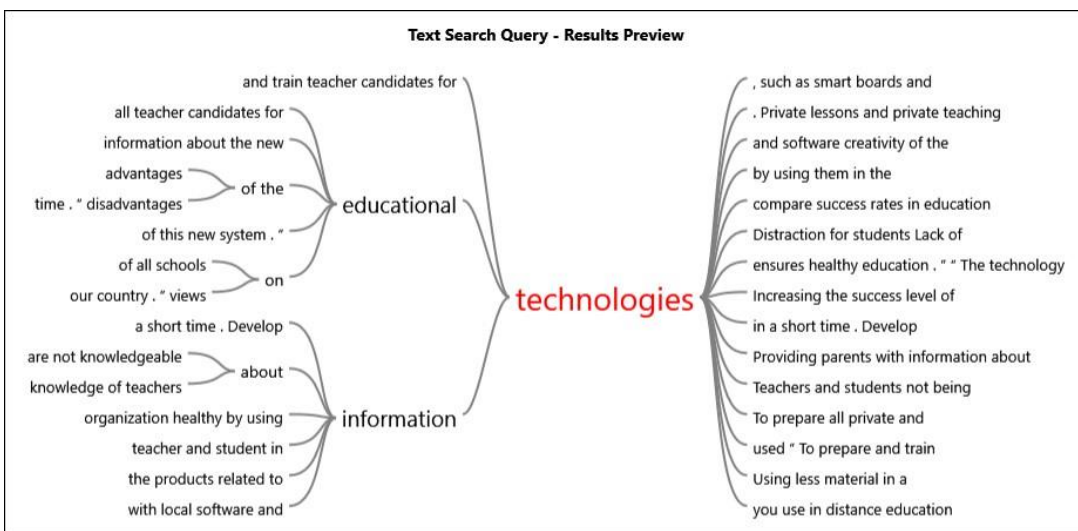 Text Search Query - Results Preview
and train teacher candidates for
all teacher candidates for
information about the new
advantages
time . “ disadvantages
of the
of this new system . “
of all schools
our country . “ views
on
educational
a short time . Develop
are not knowledgeable
knowledge of teachers
about
organization healthy by using
teacher and student in
the products related to
with local software and
information
technologies
, such as smart boards and
. Private lessons and private teaching
and software creativity of the
by using them in the
compare success rates in education
Distraction for students Lack of
ensures healthy education . “ “ The technology
Increasing the success level of
in a short time . Develop
Providing parents with information about
Teachers and students not being
To prepare all private and
used “ To prepare and train
Using less material in a
you use in distance education